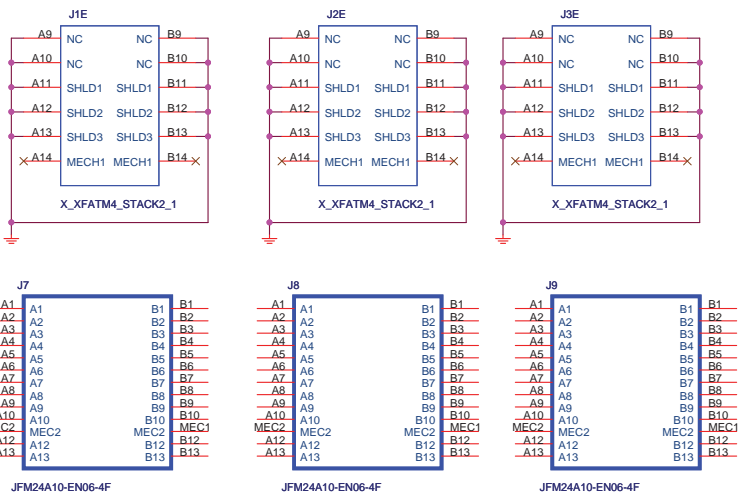 J1E J2E J3E
A9 NC NC B9 A9 NC NC B9 A9 NC NC B9
A10 NC NC B10 A10 NC NC B10 A10 NC NC B10
A11 SHLD1 SHLD1 B11 A11 SHLD1 SHLD1 B11 A11 SHLD1 SHLD1 B11
A12 SHLD2 SHLD2 B12 A12 SHLD2 SHLD2 B12 A12 SHLD2 SHLD2 B12
A13 SHLD3 SHLD3 B13 A13 SHLD3 SHLD3 B13 A13 SHLD3 SHLD3 B13
A14 MECH1 MECH1 B14 A14 MECH1 MECH1 B14 A14 MECH1 MECH1 B14
X_XFATM4_STACK2_1 X_XFATM4_STACK2_1 X_XFATM4_STACK2_1
J7 J8 J9
A1 A1 B1 B1 A1 A1 B1 B1 A1 A1 B1 B1
A2 A2 B2 B2 A2 A2 B2 B2 A2 A2 B2 B2
A3 A3 B3 B3 A3 A3 B3 B3 A3 A3 B3 B3
A4 A4 B4 B4 A4 A4 B4 B4 A4 A4 B4 B4
A5 A5 B5 B5 A5 A5 B5 B5 A5 A5 B5 B5
A6 A6 B6 B6 A6 A6 B6 B6 A6 A6 B6 B6
A7 A7 B7 B7 A7 A7 B7 B7 A7 A7 B7 B7
A8 A8 B8 B8 A8 A8 B8 B8 A8 A8 B8 B8
A9 A9 B9 B9 A9 A9 B9 B9 A9 A9 B9 B9
A10 A10 B10 B10 A10 A10 B10 B10 A10 A10 B10 B10
C2 MEC2 MEC2 MEC1 MEC2 MEC2 MEC2 MEC1 MEC2 MEC2 MEC2 MEC1
A12 A12 B12 B12 A12 A12 B12 B12 A12 A12 B12 B12
A13 A13 B13 B13 A13 A13 B13 B13 A13 A13 B13 B13
JFM24A10-EN06-4F JFM24A10-EN06-4F JFM24A10-EN06-4F